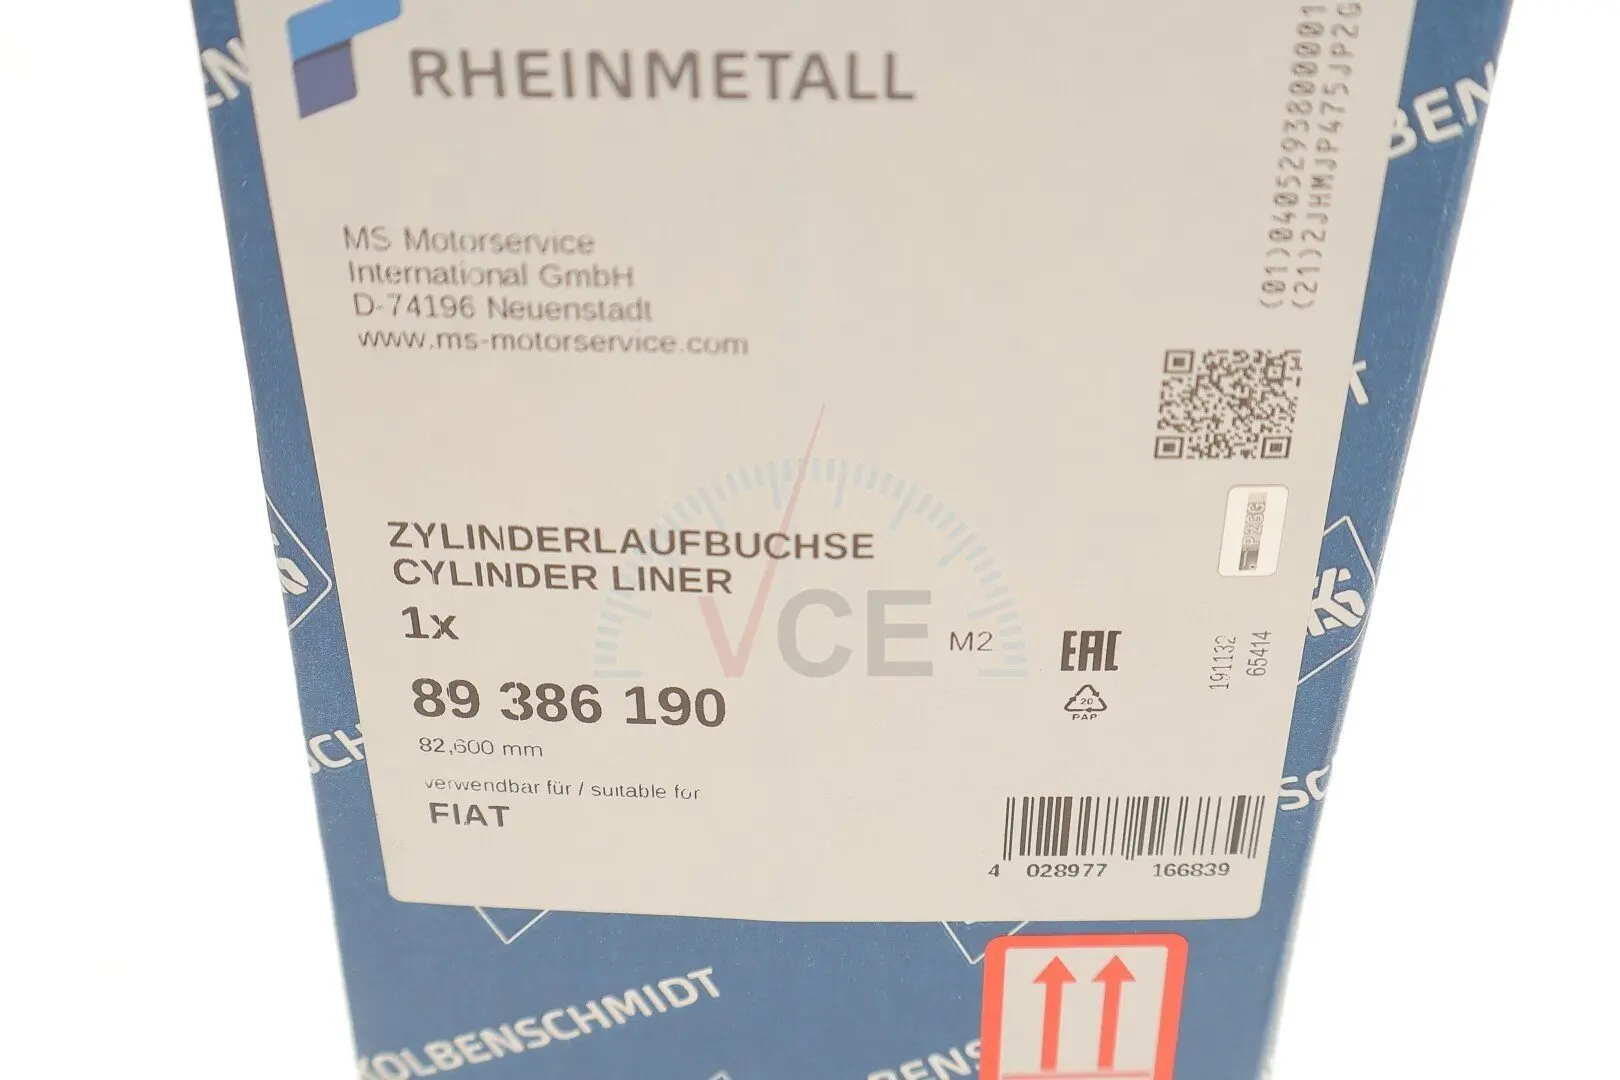 RHEINMETALL
MS Motorservice
International GmbH
D-74196 Neuenstadt
www.ms-motorservice.com
(01)04052938000001
(21)2JHMJP475JP2G
ZYLINDERLAUFBUCHSE
CYLINDER LINER
1x
VCE
M2
EAC
20
PAP
191132
65414
89 386 190
82,600 mm
verwendbar für / suitable for
FIAT
4 028977 166839
KOLBENSCHMIDT